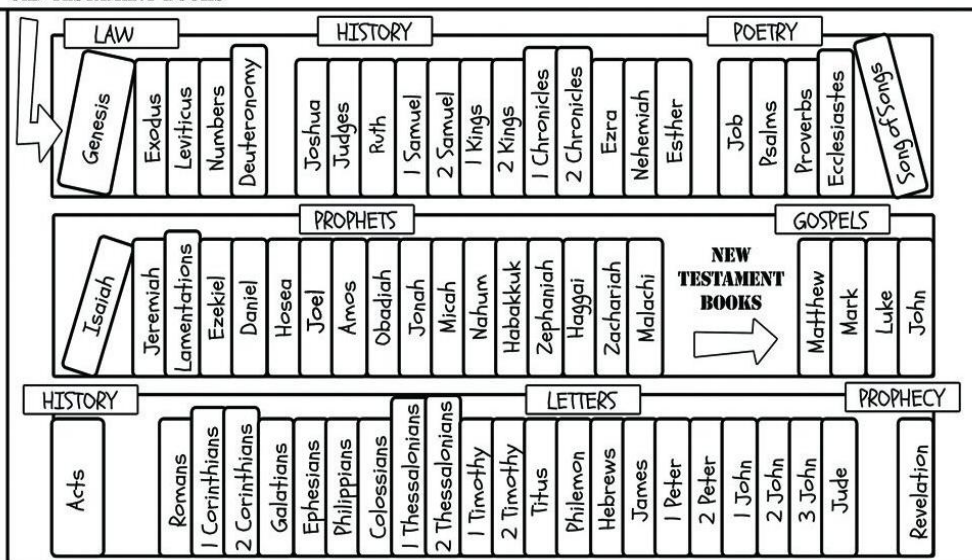 LAW
HISTORY
POETRY
Genesis
Exodus
Leviticus
Numbers
Deuteronomy
Joshua
Judges
Ruth
1 Samuel
2 Samuel
1 Kings
2 Kings
1 Chronicles
2 Chronicles
Ezra
Nehemiah
Esther
Job
Psalms
Proverbs
Ecclesiastes
Song of Songs
PROPHETS
GOSPELS
Isaiah
Jeremiah
Lamentrations
Ezekiel
Daniel
Hosea
Joel
Amos
Obadiah
Jonah
Micah
Nahum
Habakkuk
Zephaniah
Haggai
Zachariah
Malachi
NEW
TESTAMENT
BOOKS
Matthew
Mark
Luke
John
HISTORY
LETTERS
PROPHECY
Acts
Romans
1 Corinthians
2 Corinthians
Galatians
Ephesians
Philippians
Colossians
1 Thessalonians
2 Thessalonians
1 Timothy
2 Timothy
Titus
Philemon
Hebrews
James
1 Peter
2 Peter
1 John
2 John
3 John
Jude
Revelation